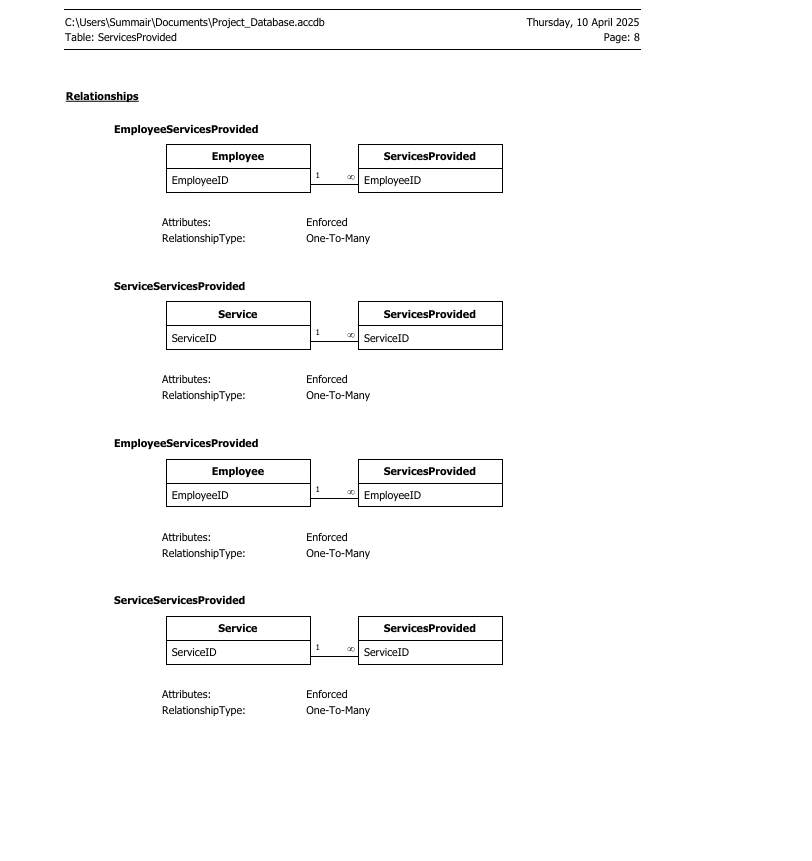 C:\Users\Summair\Documents\Project_Database.accdb Thursday, 10 April 2025
Table: ServicesProvided Page: 8
Relationships
EmployeeServicesProvided
Employee ServicesProvided
EmployeeID 1 ∞ EmployeeID
Attributes: Enforced
RelationshipType: One-To-Many
ServiceServicesProvided
Service ServicesProvided
ServiceID 1 ∞ ServiceID
Attributes: Enforced
RelationshipType: One-To-Many
EmployeeServicesProvided
Employee ServicesProvided
EmployeeID 1 ∞ EmployeeID
Attributes: Enforced
RelationshipType: One-To-Many
ServiceServicesProvided
Service ServicesProvided
ServiceID 1 ∞ ServiceID
Attributes: Enforced
RelationshipType: One-To-Many